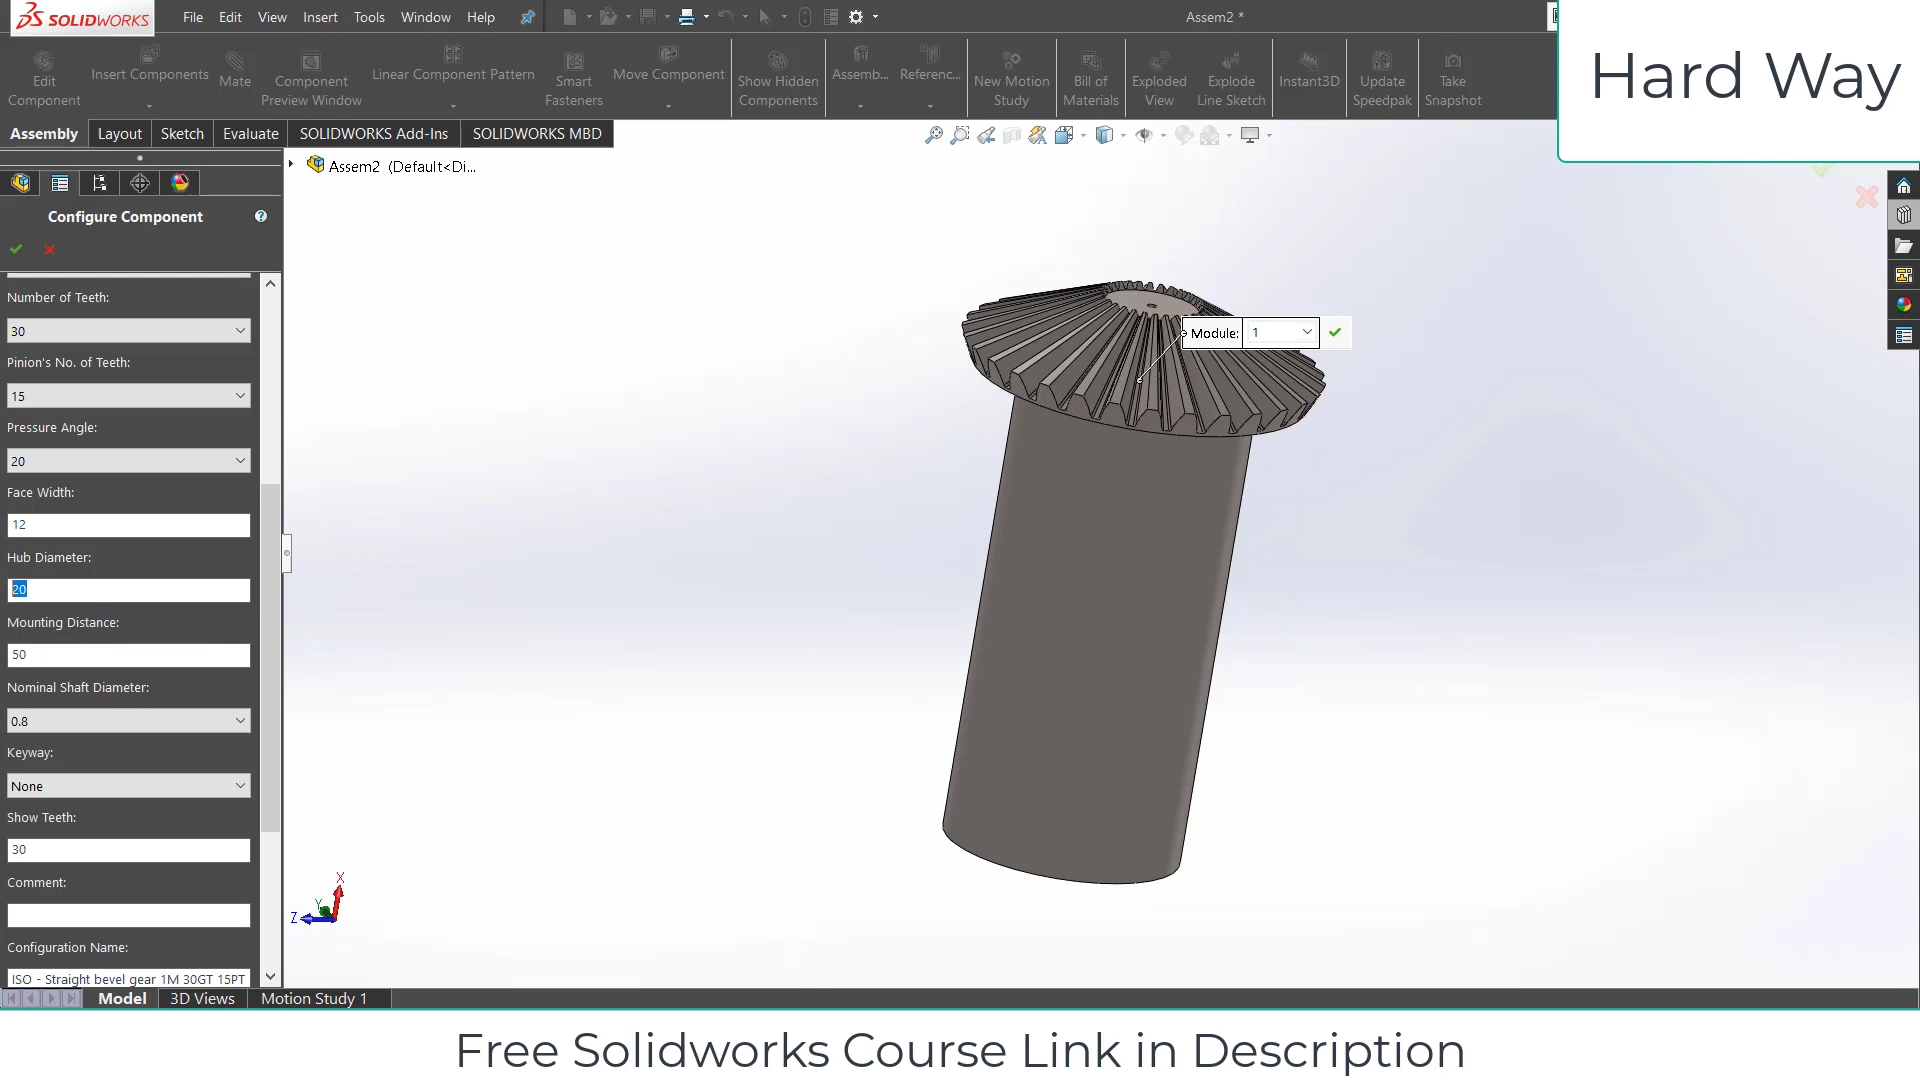 SOLIDWORKS
File Edit View Insert Tools Window Help
Assem2 *
Hard Way
Edit Component
Insert Components
Mate
Component Preview Window
Linear Component Pattern
Smart Fasteners
Move Component
Show Hidden Components
Assemb...
Referenc...
New Motion Study
Bill of Materials
Exploded View
Explode Line Sketch
Instant3D
Update Speedpak
Take Snapshot
Assembly Layout Sketch Evaluate SOLIDWORKS Add-Ins SOLIDWORKS MBD
Assem2 (Default<Di...
Configure Component
Number of Teeth:
30
Pinion's No. of Teeth:
15
Pressure Angle:
20
Face Width:
12
Hub Diameter:
20
Mounting Distance:
50
Nominal Shaft Diameter:
0.8
Keyway:
None
Show Teeth:
30
Comment:
Configuration Name:
ISO - Straight bevel gear 1M 30GT 15PT
Module: 1
X
Y
Z
Model 3D Views Motion Study 1
Free Solidworks Course Link in Description